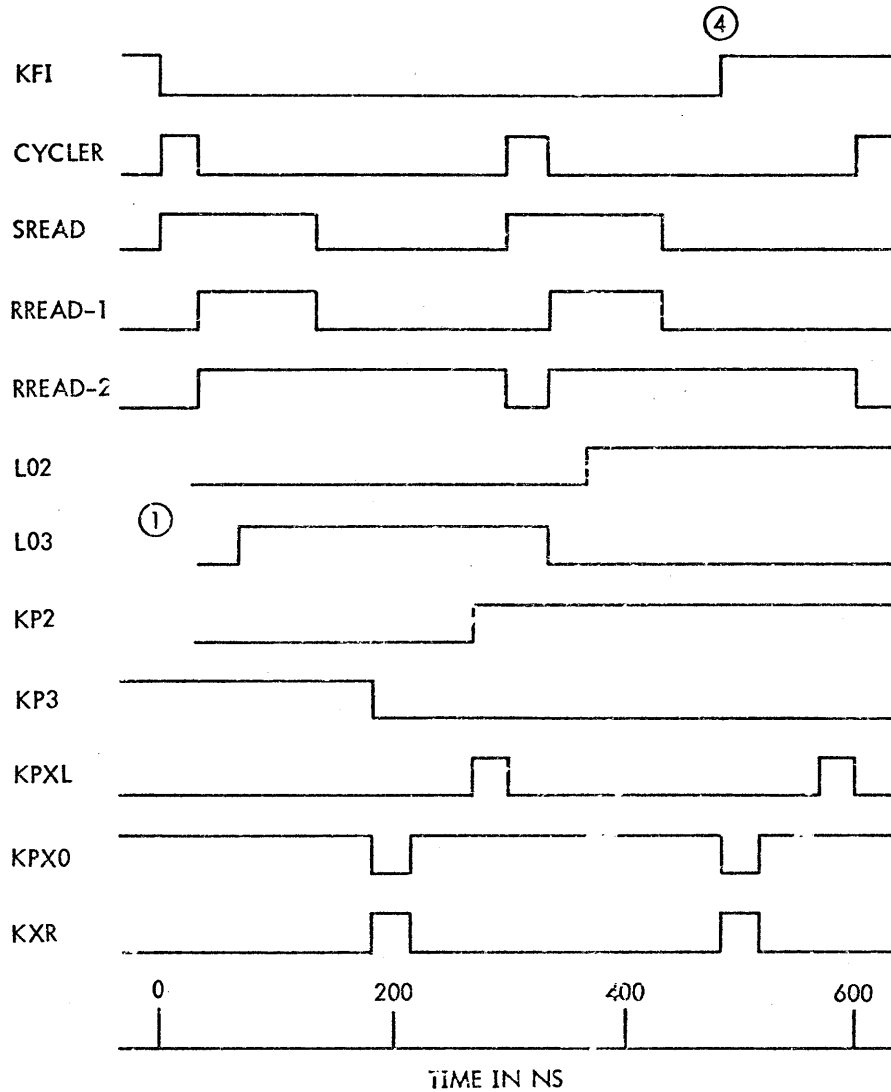 ④
KFI
CYCLER
SREAD
RREAD-1
RREAD-2
L02
①
L03
KP2
KP3
KPXL
KPX0
KXR
0 200 400 600
TIME IN NS